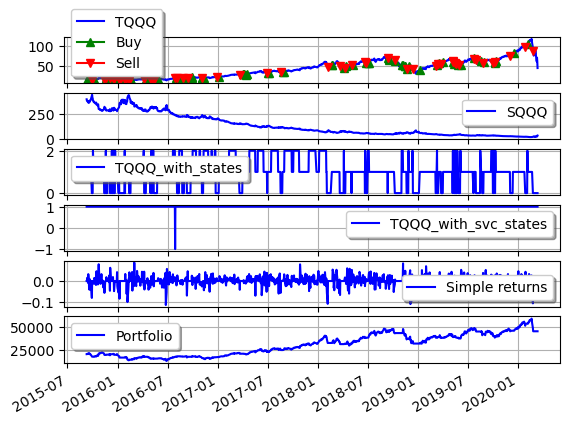 TQQQ
Buy
Sell
100
50
SQQQ
250
0
TQQQ_with_states
2
0
TQQQ_with_svc_states
1
0
−1
Simple returns
0.0
−0.1
Portfolio
50000
25000
2015-07 2016-01 2016-07 2017-01 2017-07 2018-01 2018-07 2019-01 2019-07 2020-01